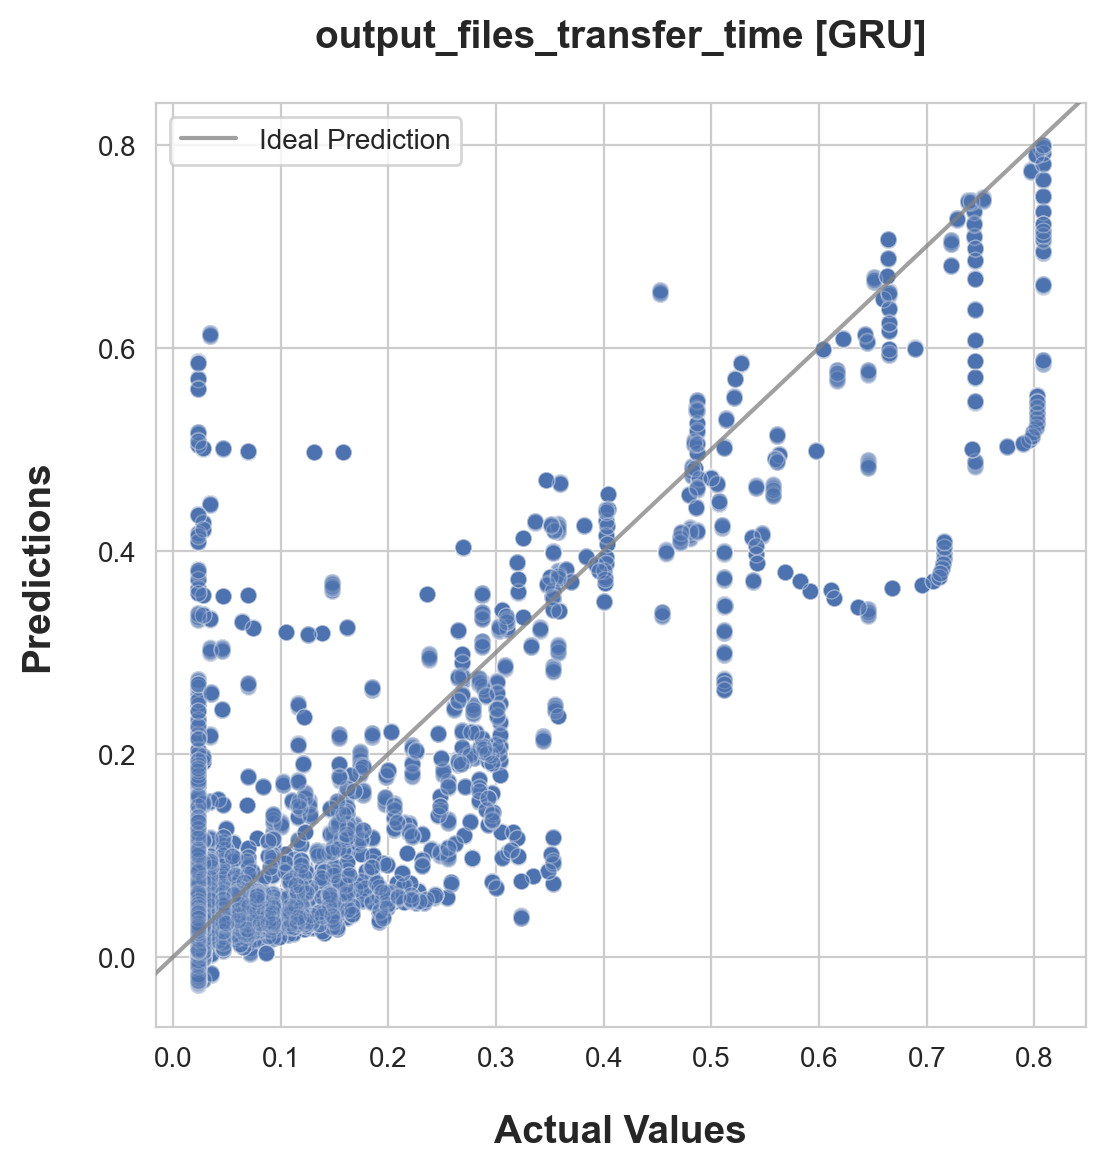 output_files_transfer_time [GRU]
Ideal Prediction
Predictions
0.8
0.6
0.4
0.2
0.0
0.0 0.1 0.2 0.3 0.4 0.5 0.6 0.7 0.8
Actual Values